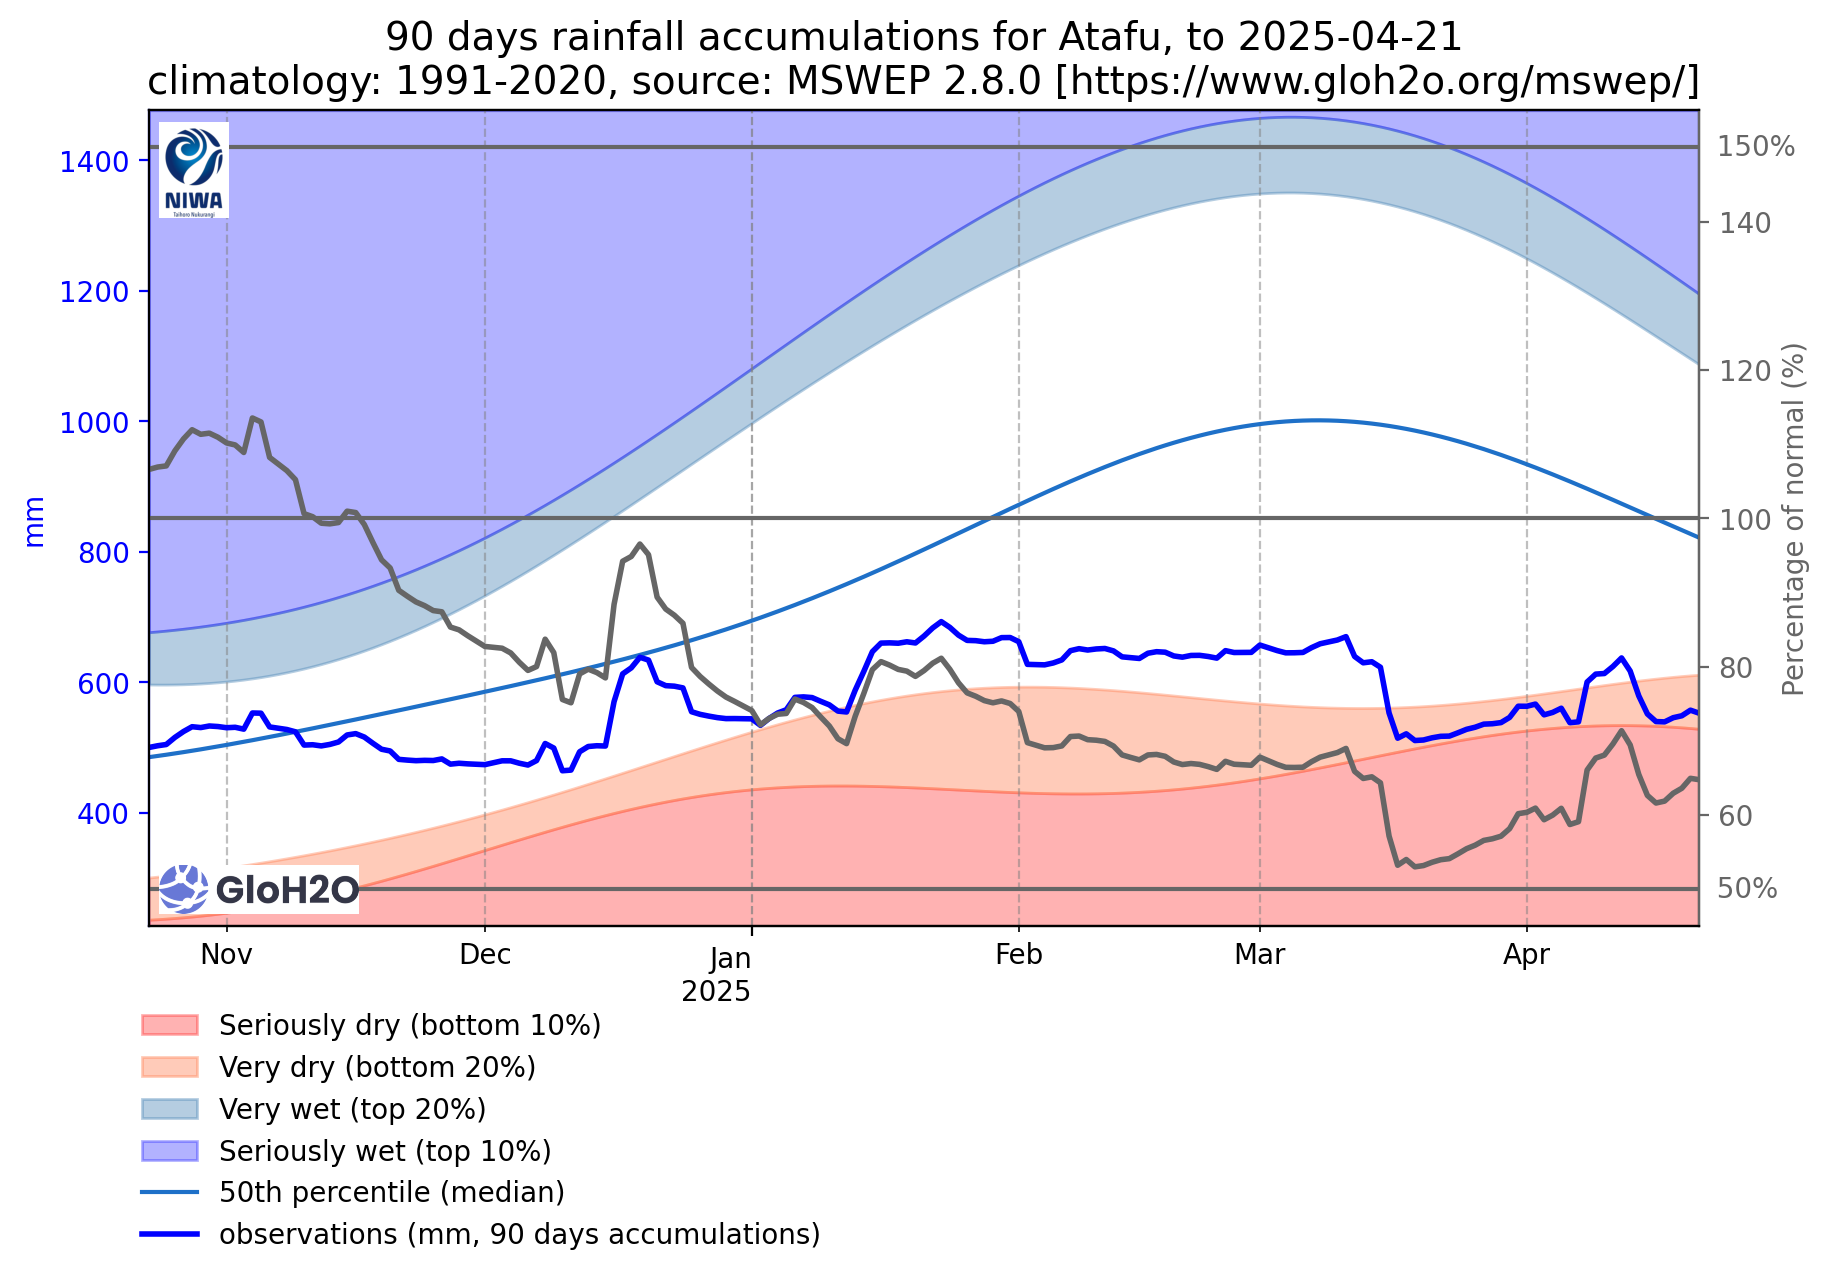 90 days rainfall accumulations for Atafu, to 2025-04-21
climatology: 1991-2020, source: MSWEP 2.8.0 [https://www.gloh2o.org/mswep/]
NIWA
Taihoro Nukurangi
1400
1200
1000
800
600
400
mm
150%
140
120
100
80
60
50%
Percentage of normal (%)
GloH2O
Nov
Dec
Jan
2025
Feb
Mar
Apr
Seriously dry (bottom 10%)
Very dry (bottom 20%)
Very wet (top 20%)
Seriously wet (top 10%)
50th percentile (median)
observations (mm, 90 days accumulations)